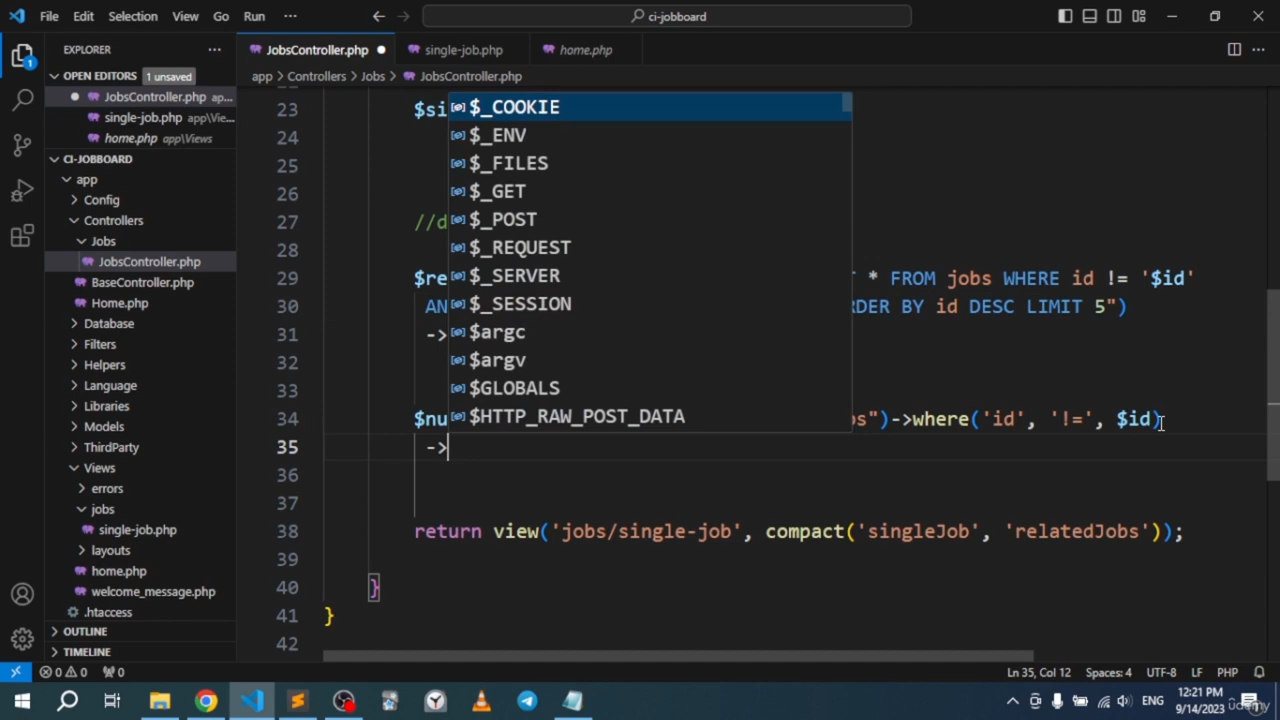 File Edit Selection View Go Run ··· ci-jobboard
EXPLORER ··· JobsController.php single-job.php home.php
OPEN EDITORS 1 unsaved app > Controllers > Jobs > JobsController.php
JobsController.php ap...
single-job.php app\Vie...
home.php app\Views
CI-JOBBOARD
app
Config
Controllers
Jobs
JobsController.php
BaseController.php
Home.php
Database
Filters
Helpers
Language
Libraries
Models
ThirdParty
Views
errors
jobs
single-job.php
layouts
home.php
welcome_message.php
.htaccess
OUTLINE
TIMELINE
23 $si
24
25
26
27 //d
28
29 $re T * FROM jobs WHERE id != '$id'
30 AN RDER BY id DESC LIMIT 5")
31 ->
32
33
34 $nu bs")->where('id', '!=', $id)
35 ->
36
37
38 return view('jobs/single-job', compact('singleJob', 'relatedJobs'));
39
40 }
41 }
42
$_COOKIE
$_ENV
$_FILES
$_GET
$_POST
$_REQUEST
$_SERVER
$_SESSION
$argc
$argv
$GLOBALS
$HTTP_RAW_POST_DATA
0 0 0 Ln 35, Col 12 Spaces: 4 UTF-8 LF PHP
ENG 12:21 PM
9/14/2023
udemy